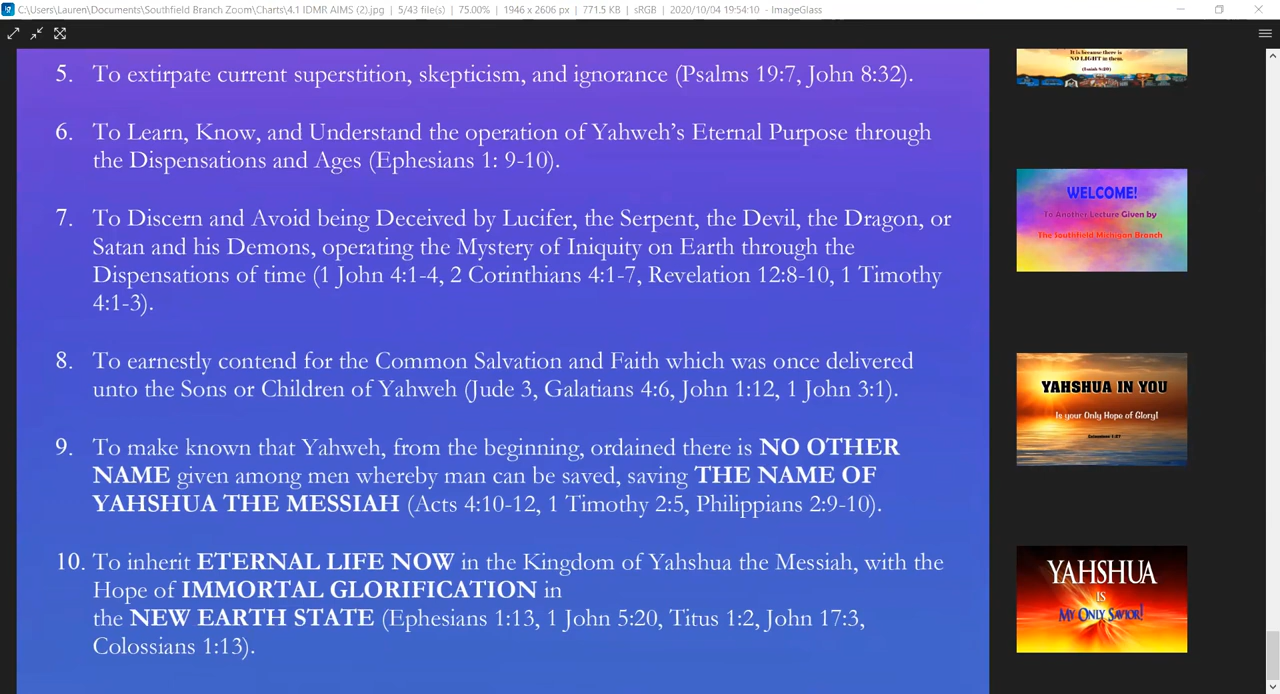 C:\Users\Lauren\Documents\Southfield Branch Zoom\Charts\4.1 IDMR AIMS (2).jpg | 5/43 file(s) | 75.00% | 1946 x 2606 px | 771.5 KB | sRGB | 2020/10/04 19:54:10 - ImageGlass
5. To extirpate current superstition, skepticism, and ignorance (Psalms 19:7, John 8:32).
6. To Learn, Know, and Understand the operation of Yahweh's Eternal Purpose through
the Dispensations and Ages (Ephesians 1: 9-10).
7. To Discern and Avoid being Deceived by Lucifer, the Serpent, the Devil, the Dragon, or
Satan and his Demons, operating the Mystery of Iniquity on Earth through the
Dispensations of time (1 John 4:1-4, 2 Corinthians 4:1-7, Revelation 12:8-10, 1 Timothy
4:1-3).
8. To earnestly contend for the Common Salvation and Faith which was once delivered
unto the Sons or Children of Yahweh (Jude 3, Galatians 4:6, John 1:12, 1 John 3:1).
9. To make known that Yahweh, from the beginning, ordained there is NO OTHER
NAME given among men whereby man can be saved, saving THE NAME OF
YAHSHUA THE MESSIAH (Acts 4:10-12, 1 Timothy 2:5, Philippians 2:9-10).
10. To inherit ETERNAL LIFE NOW in the Kingdom of Yahshua the Messiah, with the
Hope of IMMORTAL GLORIFICATION in
the NEW EARTH STATE (Ephesians 1:13, 1 John 5:20, Titus 1:2, John 17:3,
Colossians 1:13).
It is because there is
NO LIGHT in them.
(Isaiah 8:20)
WELCOME!
To Another Lecture Given by
The Southfield Michigan Branch
YAHSHUA IN YOU
Is your Only Hope of Glory!
Colossians 1:27
YAHSHUA
IS
MY ONLY SAVIOR!